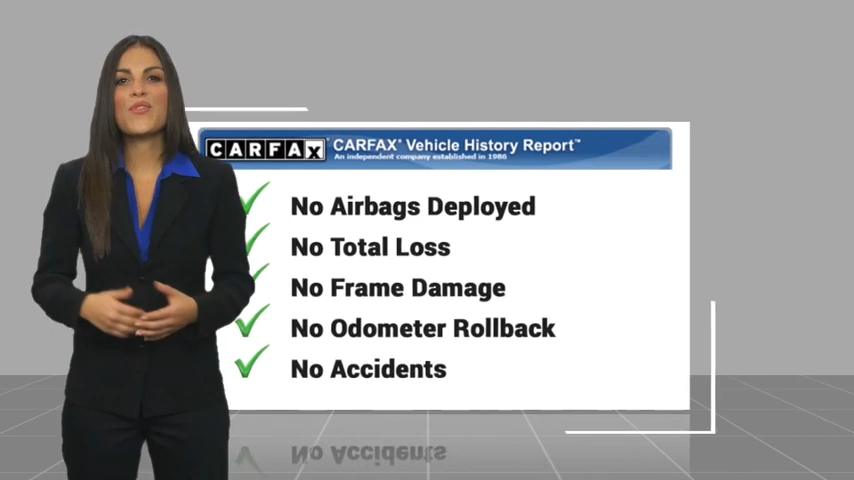 CARFAX CARFAX® Vehicle History Report™
An independent company established in 1986
No Airbags Deployed
No Total Loss
No Frame Damage
No Odometer Rollback
No Accidents
No Accidents